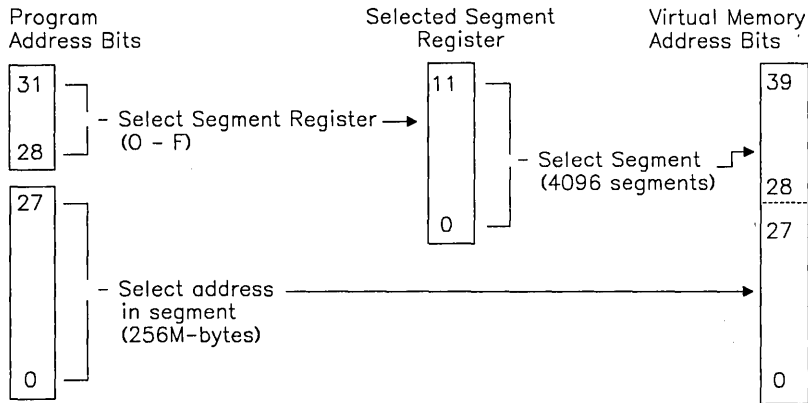 Program
Address Bits
Selected Segment
Register
Virtual Memory
Address Bits
31
28
- Select Segment Register
(0 - F)
27
0
- Select address
in segment
(256M-bytes)
11
0
- Select Segment
(4096 segments)
39
28
27
0